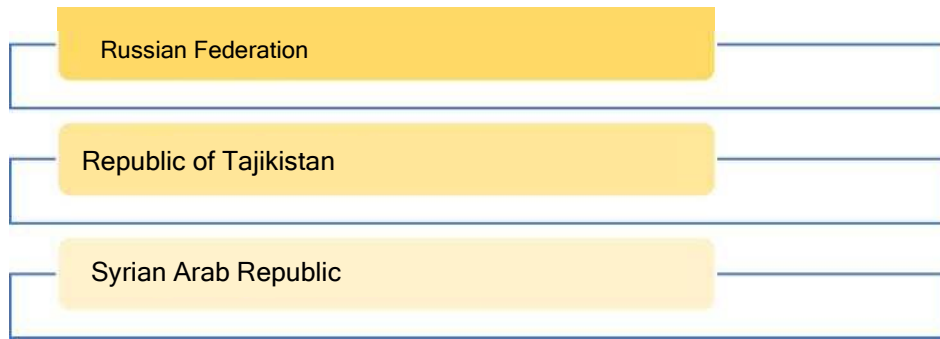 Russian Federation
Republic of Tajikistan
Syrian Arab Republic